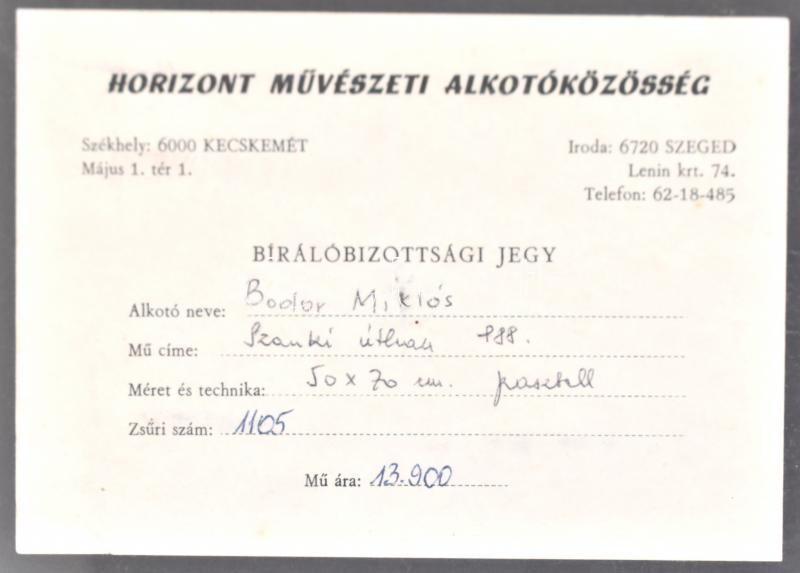 HORIZONT MŰVÉSZETI ALKOTÓKÖZÖSSÉG
Székhely: 6000 KECSKEMÉT
Május 1. tér 1.
Iroda: 6720 SZEGED
Lenin krt. 74.
Telefon: 62-18-485
BÍRÁLÓBIZOTTSÁGI JEGY
Alkotó neve: Bodor Miklós
Mű címe: Szanki
Méret és technika: 50 x 70 cm. pasztell
Zsűri szám: 1105
Mű ára: 13.900